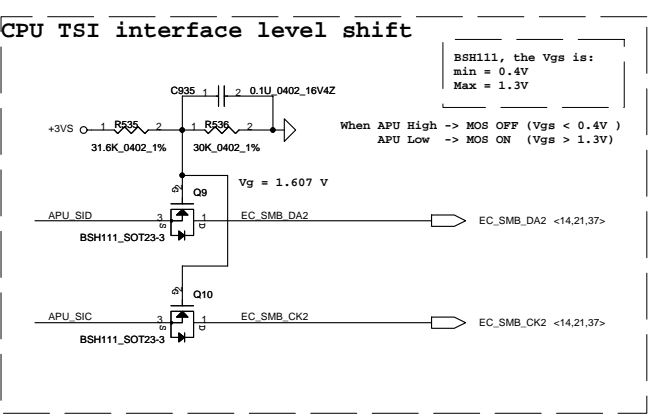 CPU TSI interface level shift
BSH111, the Vgs is:
min = 0.4V
Max = 1.3V
C935 1 2 0.1U_0402_16V4Z
+3VS 1 R535 2 1 R536 2
31.6K_0402_1% 30K_0402_1%
When APU High -> MOS OFF (Vgs < 0.4V )
APU Low -> MOS ON (Vgs > 1.3V)
Vg = 1.607 V
2 G Q9
APU_SID 3 S 1 D EC_SMB_DA2 EC_SMB_DA2 <14,21,37>
BSH111_SOT23-3
2 G Q10
APU_SIC 3 S 1 D EC_SMB_CK2 EC_SMB_CK2 <14,21,37>
BSH111_SOT23-3